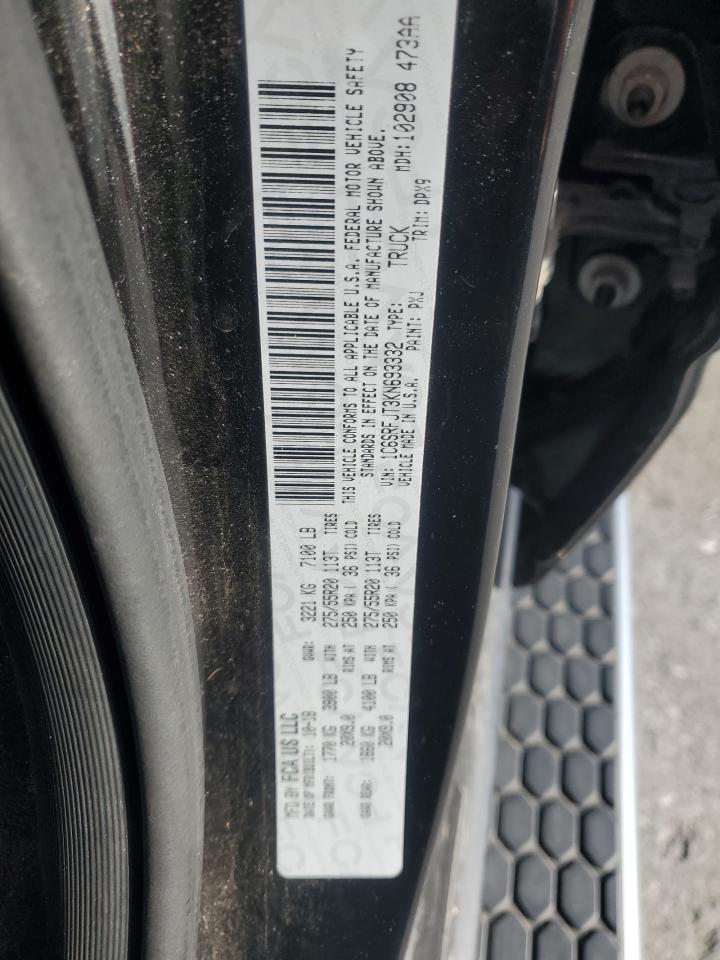 MFD.BY FCA US LLC
DATE OF MFR(BUILT): 10-18 GVWR: 3221 KG 7100 LB
GAWR FRONT: 1770 KG 3900 LB WITH 275/55R20 113T TIRES
20X9.0 RIMS AT 250 KPA ( 36 PSI) COLD
GAWR REAR: 1860 KG 4100 LB WITH 275/55R20 113T TIRES
20X9.0 RIMS AT 250 KPA ( 36 PSI) COLD
THIS VEHICLE CONFORMS TO ALL APPLICABLE U.S.A. FEDERAL MOTOR VEHICLE SAFETY
STANDARDS IN EFFECT ON THE DATE OF MANUFACTURE SHOWN ABOVE.
VIN: 1C6SRFJT3KN693332 TYPE: TRUCK MDH: 102908 473AA
VEHICLE MADE IN U.S.A. PAINT: PXJ TRIM: DPX9